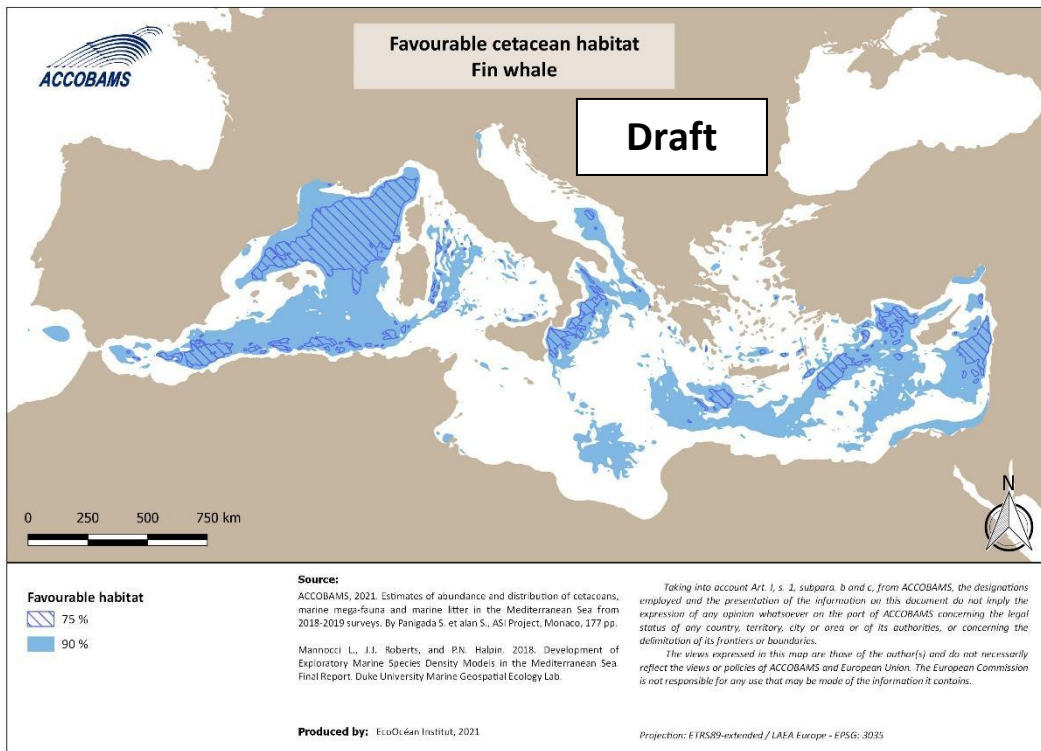 ACCOBAMS
Favourable cetacean habitat
Fin whale
Draft
N
0 250 500 750 km
Favourable habitat
75 %
90 %
Source:
ACCOBAMS, 2021. Estimates of abundance and distribution of cetaceans,
marine mega-fauna and marine litter in the Mediterranean Sea from
2018-2019 surveys. By Panigada S. et alan S., ASI Project, Monaco, 177 pp.
Mannocci L., J.J. Roberts, and P.N. Halpin. 2018. Development of
Exploratory Marine Species Density Models in the Mediterranean Sea.
Final Report. Duke University Marine Geospatial Ecology Lab.
Produced by: EcoOcéan Institut, 2021
Taking into account Art. I, s. 1, subpara. b and c, from ACCOBAMS, the designations
employed and the presentation of the information on this document do not imply the
expression of any opinion whatsoever on the part of ACCOBAMS concerning the legal
status of any country, territory, city or area or of its authorities, or concerning the
delimitation of its frontiers or boundaries.
The views expressed in this map are those of the author(s) and do not necessarily
reflect the views or policies of ACCOBAMS and European Union. The European Commission
is not responsible for any use that may be made of the information it contains.
Projection: ETRS89-extended / LAEA Europe - EPSG: 3035